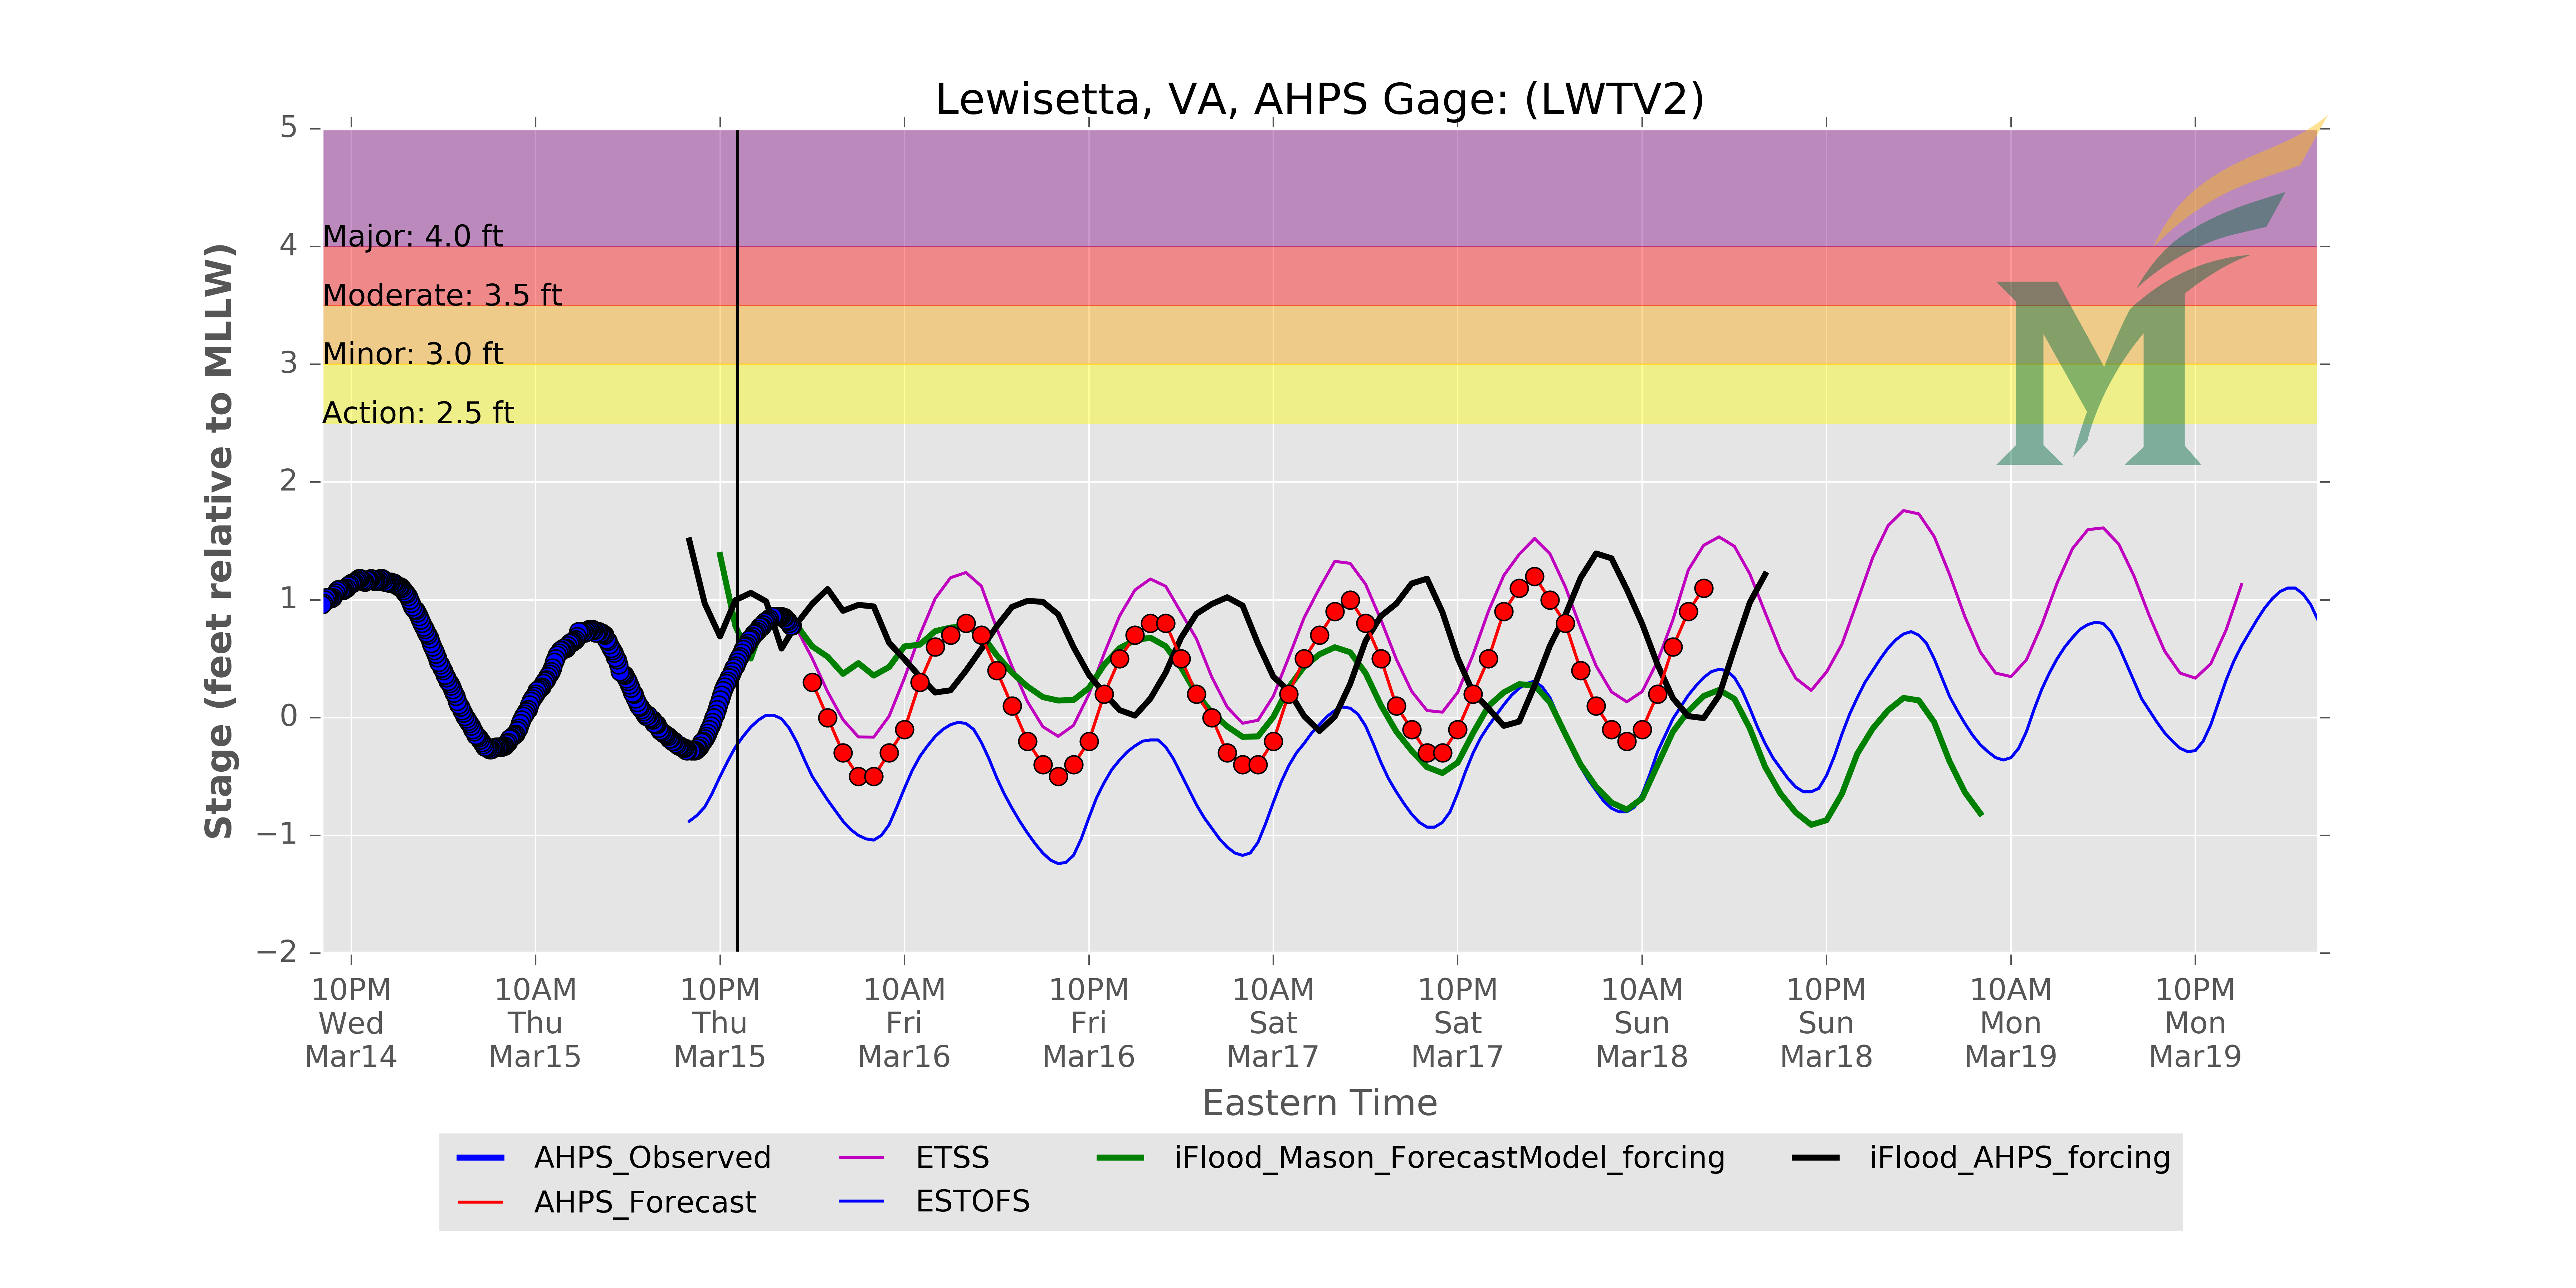 Lewisetta, VA, AHPS Gage: (LWTV2)
Stage (feet relative to MLLW)
5
4
3
2
1
0
−1
−2
Major: 4.0 ft
Moderate: 3.5 ft
Minor: 3.0 ft
Action: 2.5 ft
M
10PM 10AM 10PM 10AM 10PM 10AM 10PM 10AM 10PM 10AM 10PM
Wed Thu Thu Fri Fri Sat Sat Sun Sun Mon Mon
Mar14 Mar15 Mar15 Mar16 Mar16 Mar17 Mar17 Mar18 Mar18 Mar19 Mar19
Eastern Time
AHPS_Observed ETSS iFlood_Mason_ForecastModel_forcing iFlood_AHPS_forcing
AHPS_Forecast ESTOFS